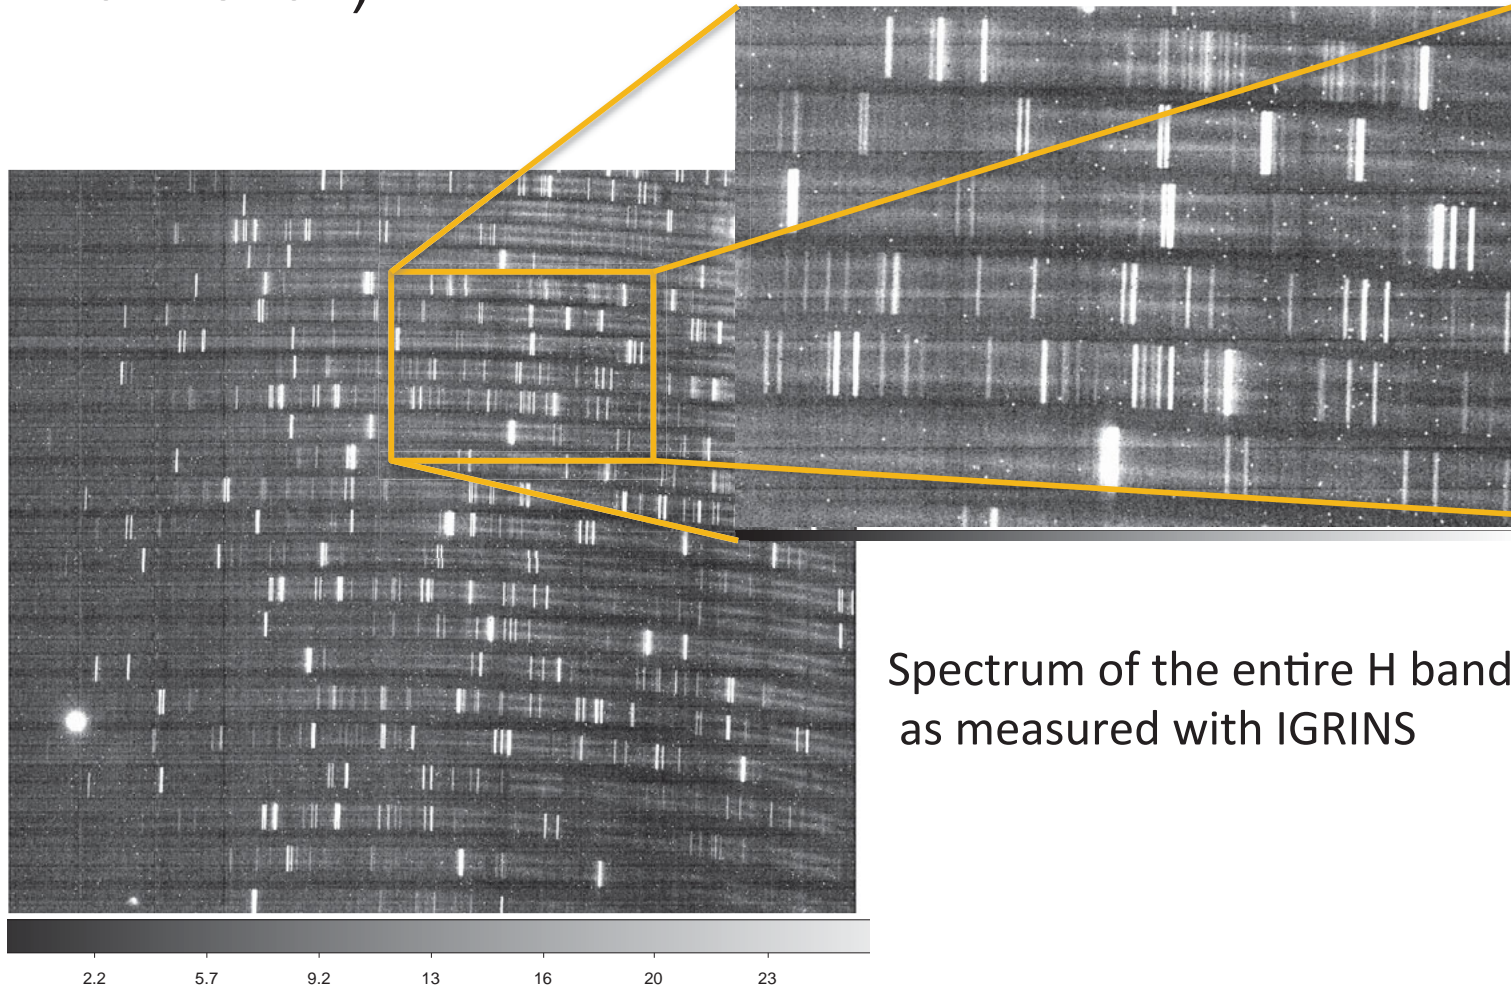 Spectrum of the entire H band
as measured with IGRINS
2.2 5.7 9.2 13 16 20 23